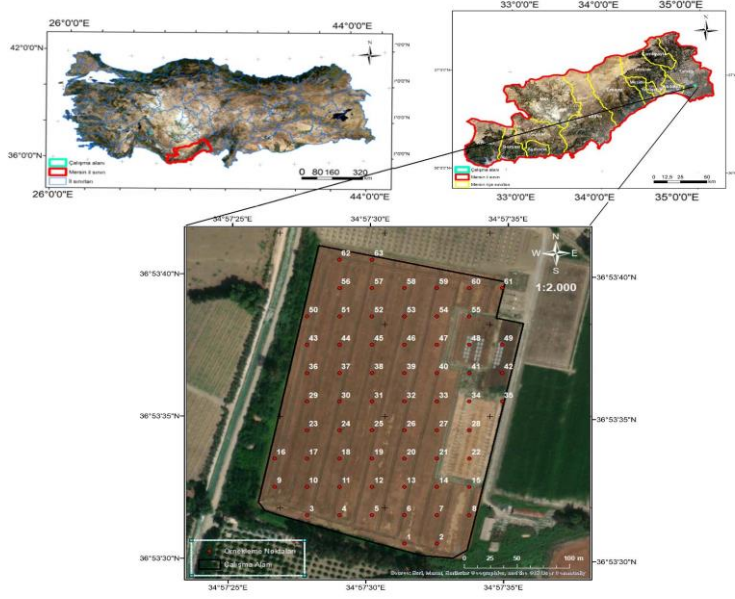 26°0'0"E 44°0'0"E
42°0'0"N
36°0'0"N
N
Çalışma alanı
Mersin il sınırı
İl sınırları
0 80 160 320
26°0'0"E 44°0'0"E
33°0'0"E 34°0'0"E 35°0'0"E
N
Çalışma alanı
Mersin il sınırı
Mersin ilçe sınırları
0 12,5 25 50
33°0'0"E 34°0'0"E 35°0'0"E
34°57'25"E 34°57'30"E 34°57'35"E
36°53'40"N 36°53'40"N
N
W E
S
1:2.000
62 63
56 57 58 59 60 61
50 51 52 53 54 55
43 44 45 46 47 48 49
36 37 38 39 40 41 42
36°53'35"N 36°53'35"N
29 30 31 32 33 34 35
23 24 25 26 27 28
16 17 18 19 20 21 22
9 10 11 12 13 14 15
3 4 5 6 7 8
1 2
36°53'30"N 36°53'30"N
Örnekleme Noktaları
Çalışma Alanı
0 25 50 100 m
34°57'25"E 34°57'30"E 34°57'35"E